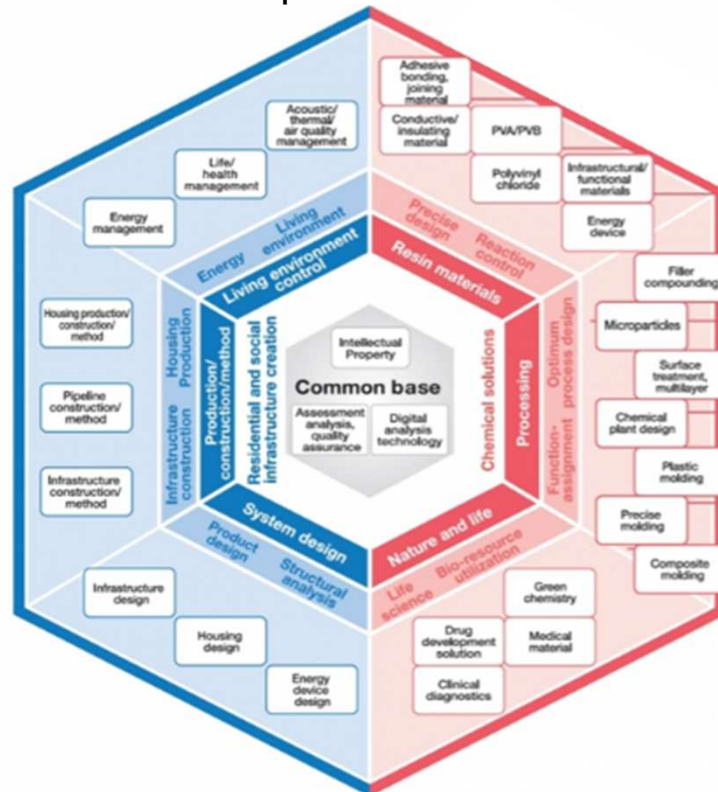 Adhesive
bonding,
joining
material
Conductive/
insulating
material
PVA/PVB
Polyvinyl
chloride
Infrastructural/
functional
materials
Energy
device
Acoustic/
thermal/
air quality
management
Life/
health
management
Energy
management
Energy
Living
environment
Living environment
control
Precise
design
Reaction
control
Resin materials
Housing production/
construction/
method
Pipeline
construction/
method
Infrastructure
construction/
method
Housing
Production
Infrastructure
construction
Production/
construction/method
Residential and social
infrastructure creation
Intellectual
Property
Common base
Assessment
analysis,
quality
assurance
Digital
analysis
technology
Chemical solutions
Processing
Optimum
process design
Function-
assignment
Filler
compounding
Microparticles
Surface
treatment,
multilayer
Chemical
plant design
Plastic
molding
Precise
molding
Composite
molding
System design
Product
design
Structural
analysis
Infrastructure
design
Housing
design
Energy
device
design
Nature and life
Life
science
Bio-resource
utilization
Green
chemistry
Drug
development
solution
Medical
material
Clinical
diagnostics